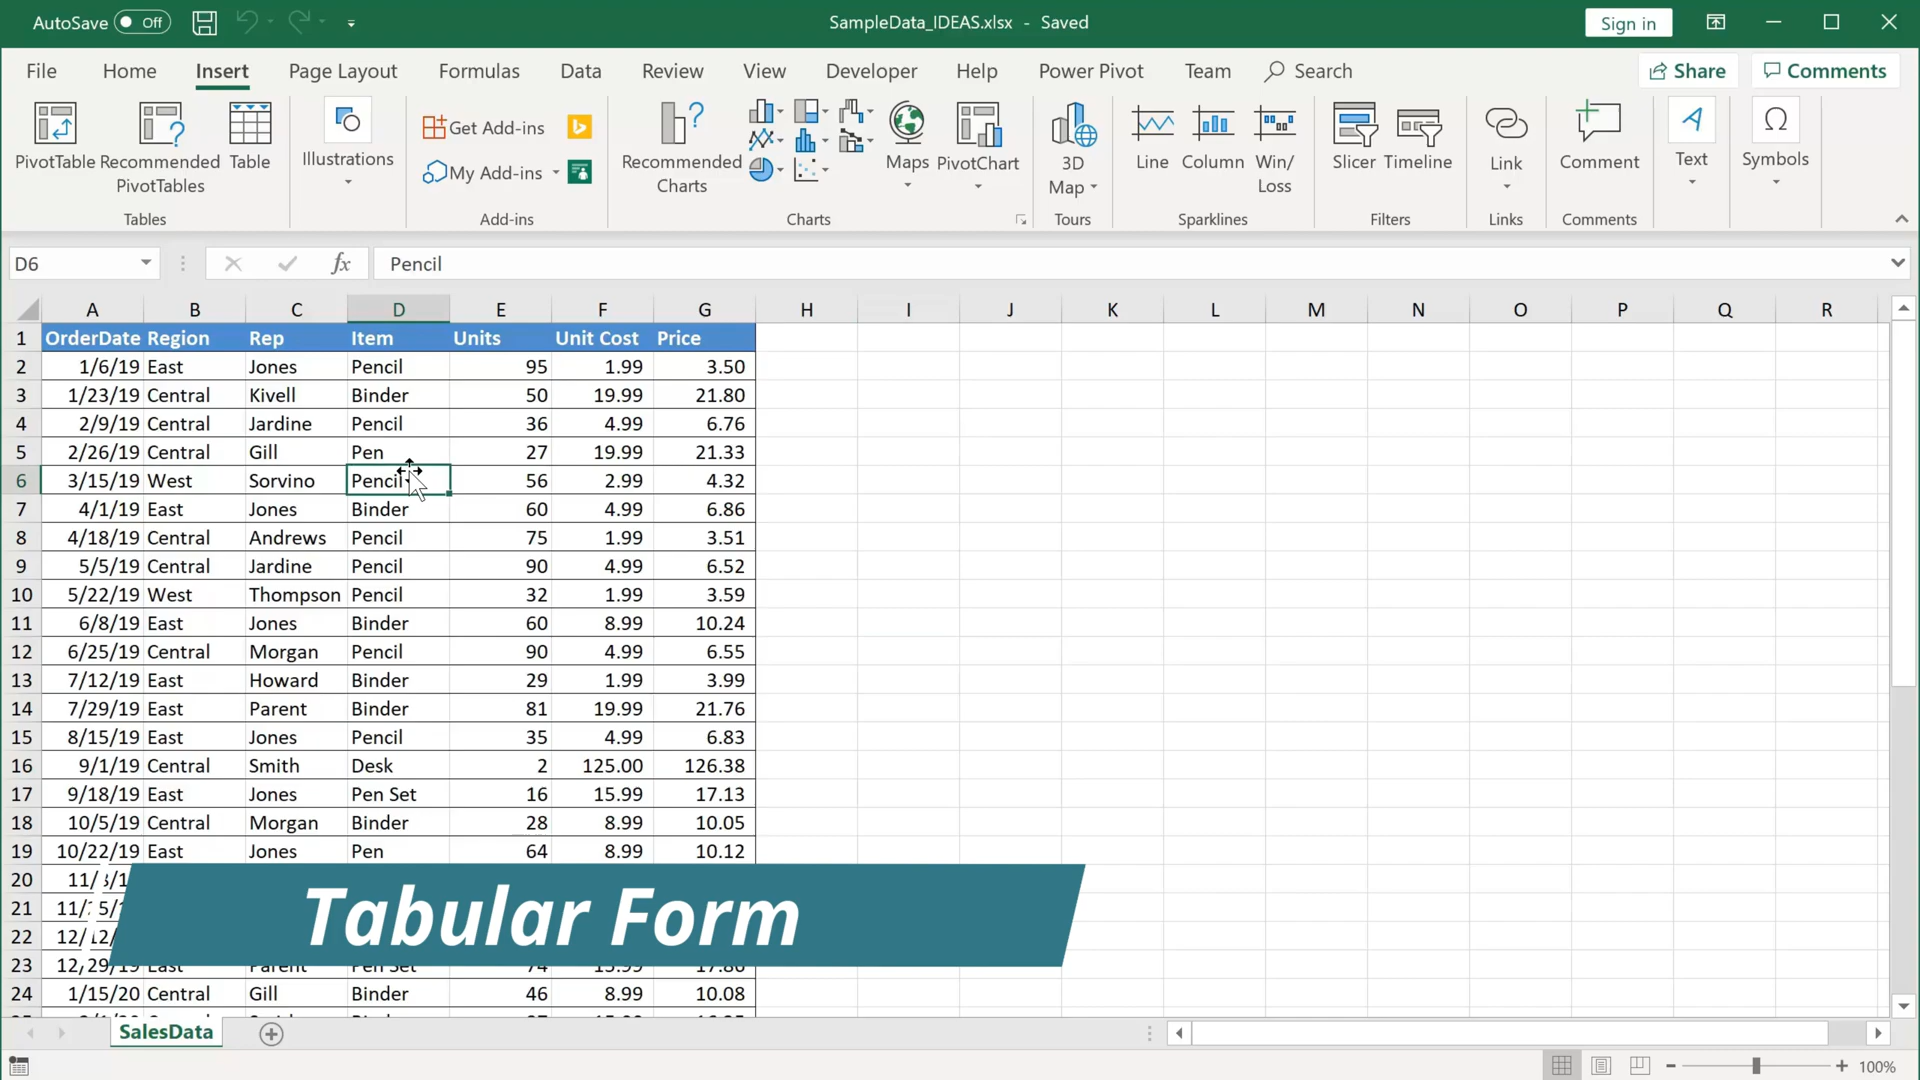 AutoSave Off SampleData_IDEAS.xlsx - Saved Sign in
File Home Insert Page Layout Formulas Data Review View Developer Help Power Pivot Team Search Share Comments
PivotTable Recommended PivotTables Table Illustrations Get Add-ins My Add-ins Recommended Charts Maps PivotChart 3D Map Line Column Win/Loss Slicer Timeline Link Comment Text Symbols
Tables Add-ins Charts Tours Sparklines Filters Links Comments
D6 fx Pencil
A B C D E F G H I J K L M N O P Q R
1 OrderDate Region Rep Item Units Unit Cost Price
2 1/6/19 East Jones Pencil 95 1.99 3.50
3 1/23/19 Central Kivell Binder 50 19.99 21.80
4 2/9/19 Central Jardine Pencil 36 4.99 6.76
5 2/26/19 Central Gill Pen 27 19.99 21.33
6 3/15/19 West Sorvino Pencil 56 2.99 4.32
7 4/1/19 East Jones Binder 60 4.99 6.86
8 4/18/19 Central Andrews Pencil 75 1.99 3.51
9 5/5/19 Central Jardine Pencil 90 4.99 6.52
10 5/22/19 West Thompson Pencil 32 1.99 3.59
11 6/8/19 East Jones Binder 60 8.99 10.24
12 6/25/19 Central Morgan Pencil 90 4.99 6.55
13 7/12/19 East Howard Binder 29 1.99 3.99
14 7/29/19 East Parent Binder 81 19.99 21.76
15 8/15/19 East Jones Pencil 35 4.99 6.83
16 9/1/19 Central Smith Desk 2 125.00 126.38
17 9/18/19 East Jones Pen Set 16 15.99 17.13
18 10/5/19 Central Morgan Binder 28 8.99 10.05
19 10/22/19 East Jones Pen 64 8.99 10.12
20
21
22
Tabular Form
23 12/29/19 East Parent Pen Set 74 15.99 17.86
24 1/15/20 Central Gill Binder 46 8.99 10.08
SalesData
100%